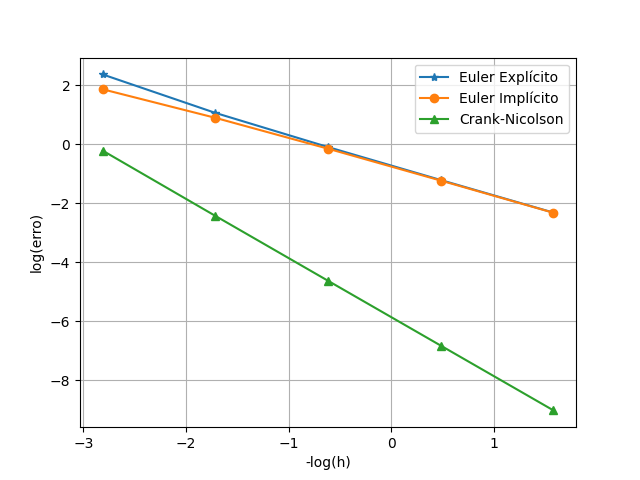 2
0
−2
−4
−6
−8
log(erro)
−3
−2
−1
0
1
-log(h)
Euler Explícito
Euler Implícito
Crank-Nicolson